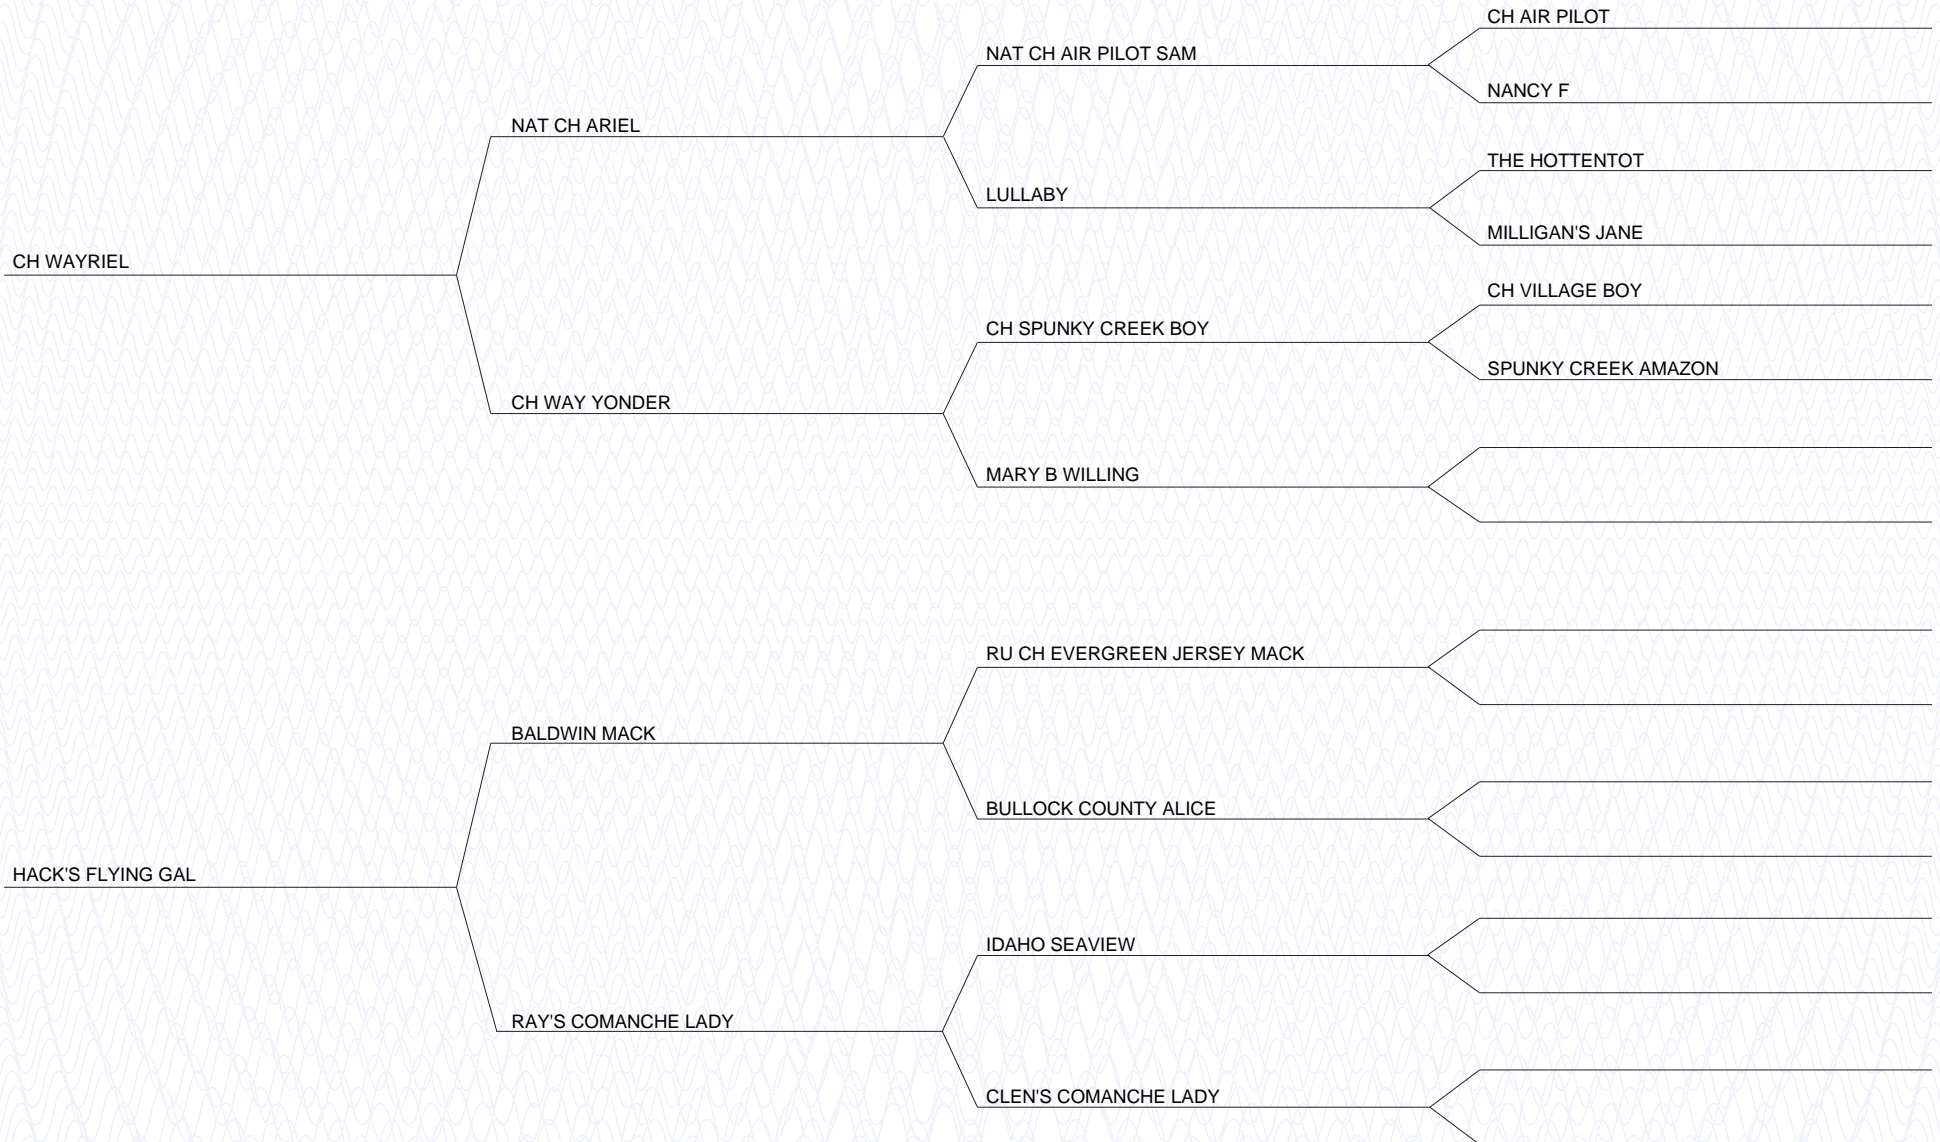 CH AIR PILOT
NAT CH AIR PILOT SAM
NANCY F
NAT CH ARIEL
THE HOTTENTOT
LULLABY
MILLIGAN'S JANE
CH WAYRIEL
CH VILLAGE BOY
CH SPUNKY CREEK BOY
SPUNKY CREEK AMAZON
CH WAY YONDER
MARY B WILLING
RU CH EVERGREEN JERSEY MACK
BALDWIN MACK
BULLOCK COUNTY ALICE
HACK'S FLYING GAL
IDAHO SEAVIEW
RAY'S COMANCHE LADY
CLEN'S COMANCHE LADY